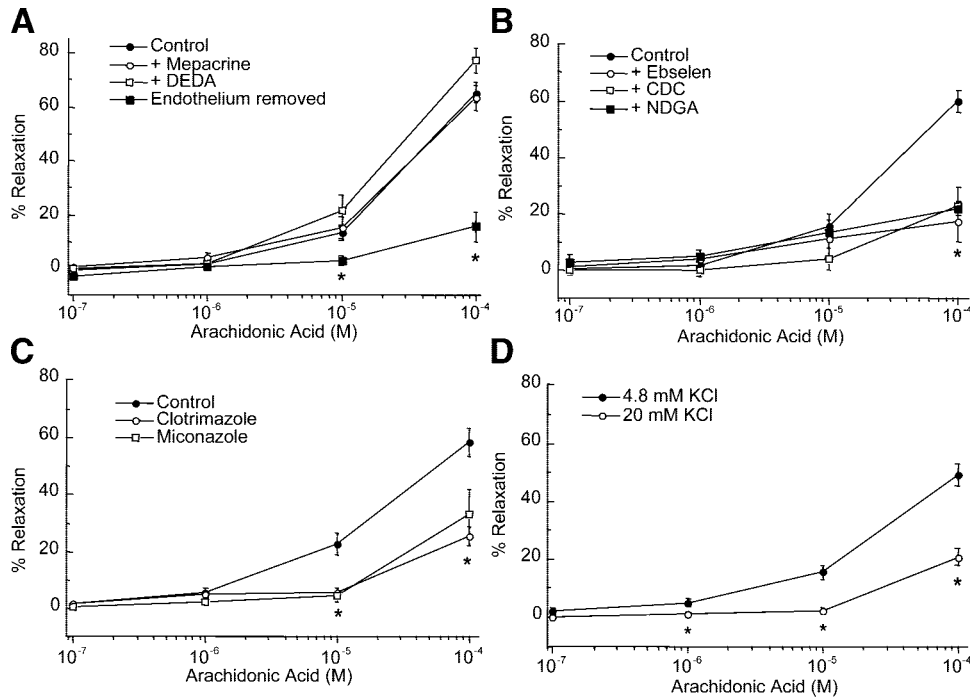 A
Control
+ Mepacrine
+ DEDA
Endothelium removed
80
60
40
20
0
% Relaxation
*
*
10-7
10-6
10-5
10-4
Arachidonic Acid (M)
B
Control
+ Ebselen
+ CDC
+ NDGA
80
60
40
20
0
% Relaxation
*
10-7
10-6
10-5
10-4
Arachidonic Acid (M)
C
Control
Clotrimazole
Miconazole
80
60
40
20
0
% Relaxation
*
*
10-7
10-6
10-5
10-4
Arachidonic Acid (M)
D
4.8 mM KCl
20 mM KCl
80
60
40
20
0
% Relaxation
*
*
*
10-7
10-6
10-5
10-4
Arachidonic Acid (M)